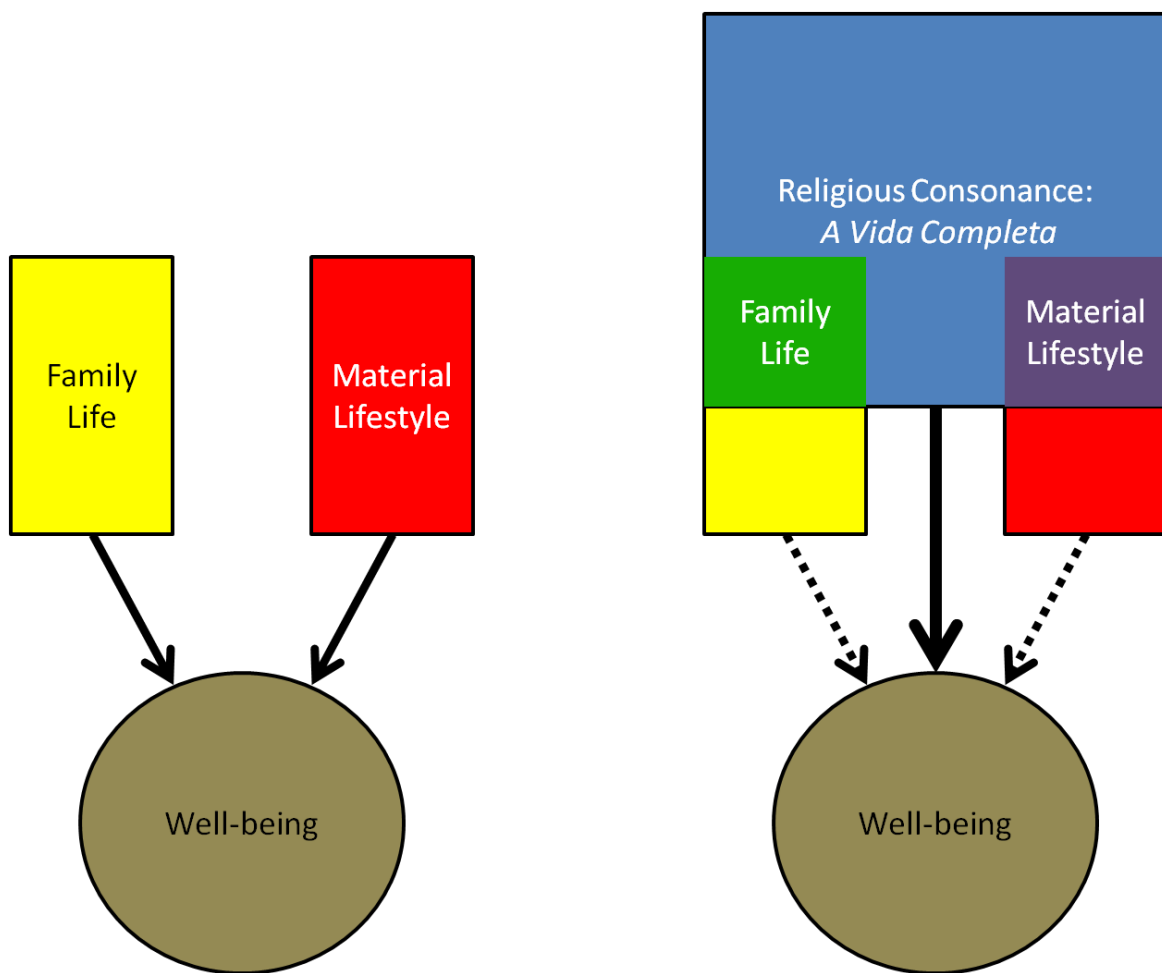 Family
Life
Material
Lifestyle
Well-being
Religious Consonance:
A Vida Completa
Family
Life
Material
Lifestyle
Well-being